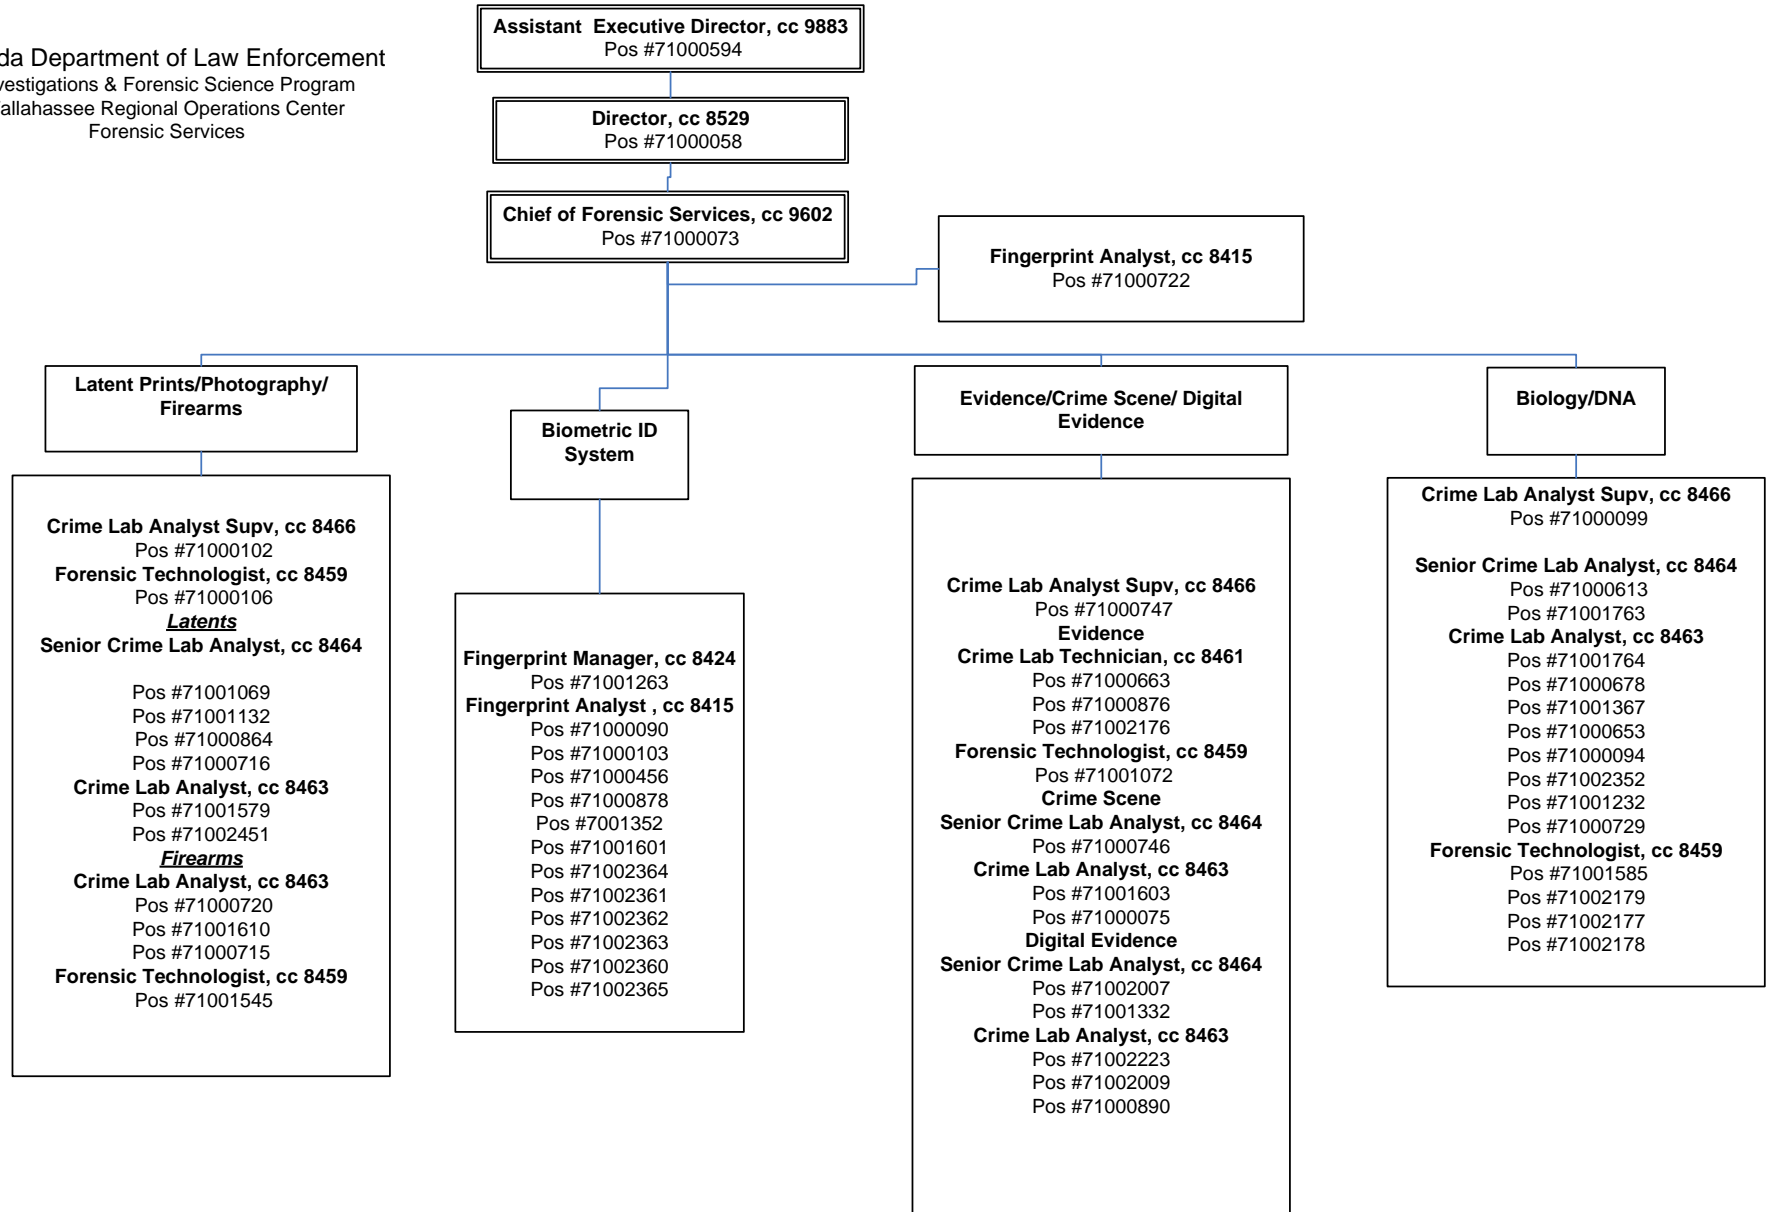 da Department of Law Enforcement
vestigations & Forensic Science Program
allahassee Regional Operations Center
Forensic Services
Assistant Executive Director, cc 9883
Pos #71000594
Director, cc 8529
Pos #71000058
Chief of Forensic Services, cc 9602
Pos #71000073
Fingerprint Analyst, cc 8415
Pos #71000722
Latent Prints/Photography/
Firearms
Crime Lab Analyst Supv, cc 8466
Pos #71000102
Forensic Technologist, cc 8459
Pos #71000106
Latents
Senior Crime Lab Analyst, cc 8464
Pos #71001069
Pos #71001132
Pos #71000864
Pos #71000716
Crime Lab Analyst, cc 8463
Pos #71001579
Pos #71002451
Firearms
Crime Lab Analyst, cc 8463
Pos #71000720
Pos #71001610
Pos #71000715
Forensic Technologist, cc 8459
Pos #71001545
Biometric ID
System
Fingerprint Manager, cc 8424
Pos #71001263
Fingerprint Analyst , cc 8415
Pos #71000090
Pos #71000103
Pos #71000456
Pos #71000878
Pos #7001352
Pos #71001601
Pos #71002364
Pos #71002361
Pos #71002362
Pos #71002363
Pos #71002360
Pos #71002365
Evidence/Crime Scene/ Digital
Evidence
Crime Lab Analyst Supv, cc 8466
Pos #71000747
Evidence
Crime Lab Technician, cc 8461
Pos #71000663
Pos #71000876
Pos #71002176
Forensic Technologist, cc 8459
Pos #71001072
Crime Scene
Senior Crime Lab Analyst, cc 8464
Pos #71000746
Crime Lab Analyst, cc 8463
Pos #71001603
Pos #71000075
Digital Evidence
Senior Crime Lab Analyst, cc 8464
Pos #71002007
Pos #71001332
Crime Lab Analyst, cc 8463
Pos #71002223
Pos #71002009
Pos #71000890
Biology/DNA
Crime Lab Analyst Supv, cc 8466
Pos #71000099
Senior Crime Lab Analyst, cc 8464
Pos #71000613
Pos #71001763
Crime Lab Analyst, cc 8463
Pos #71001764
Pos #71000678
Pos #71001367
Pos #71000653
Pos #71000094
Pos #71002352
Pos #71001232
Pos #71000729
Forensic Technologist, cc 8459
Pos #71001585
Pos #71002179
Pos #71002177
Pos #71002178